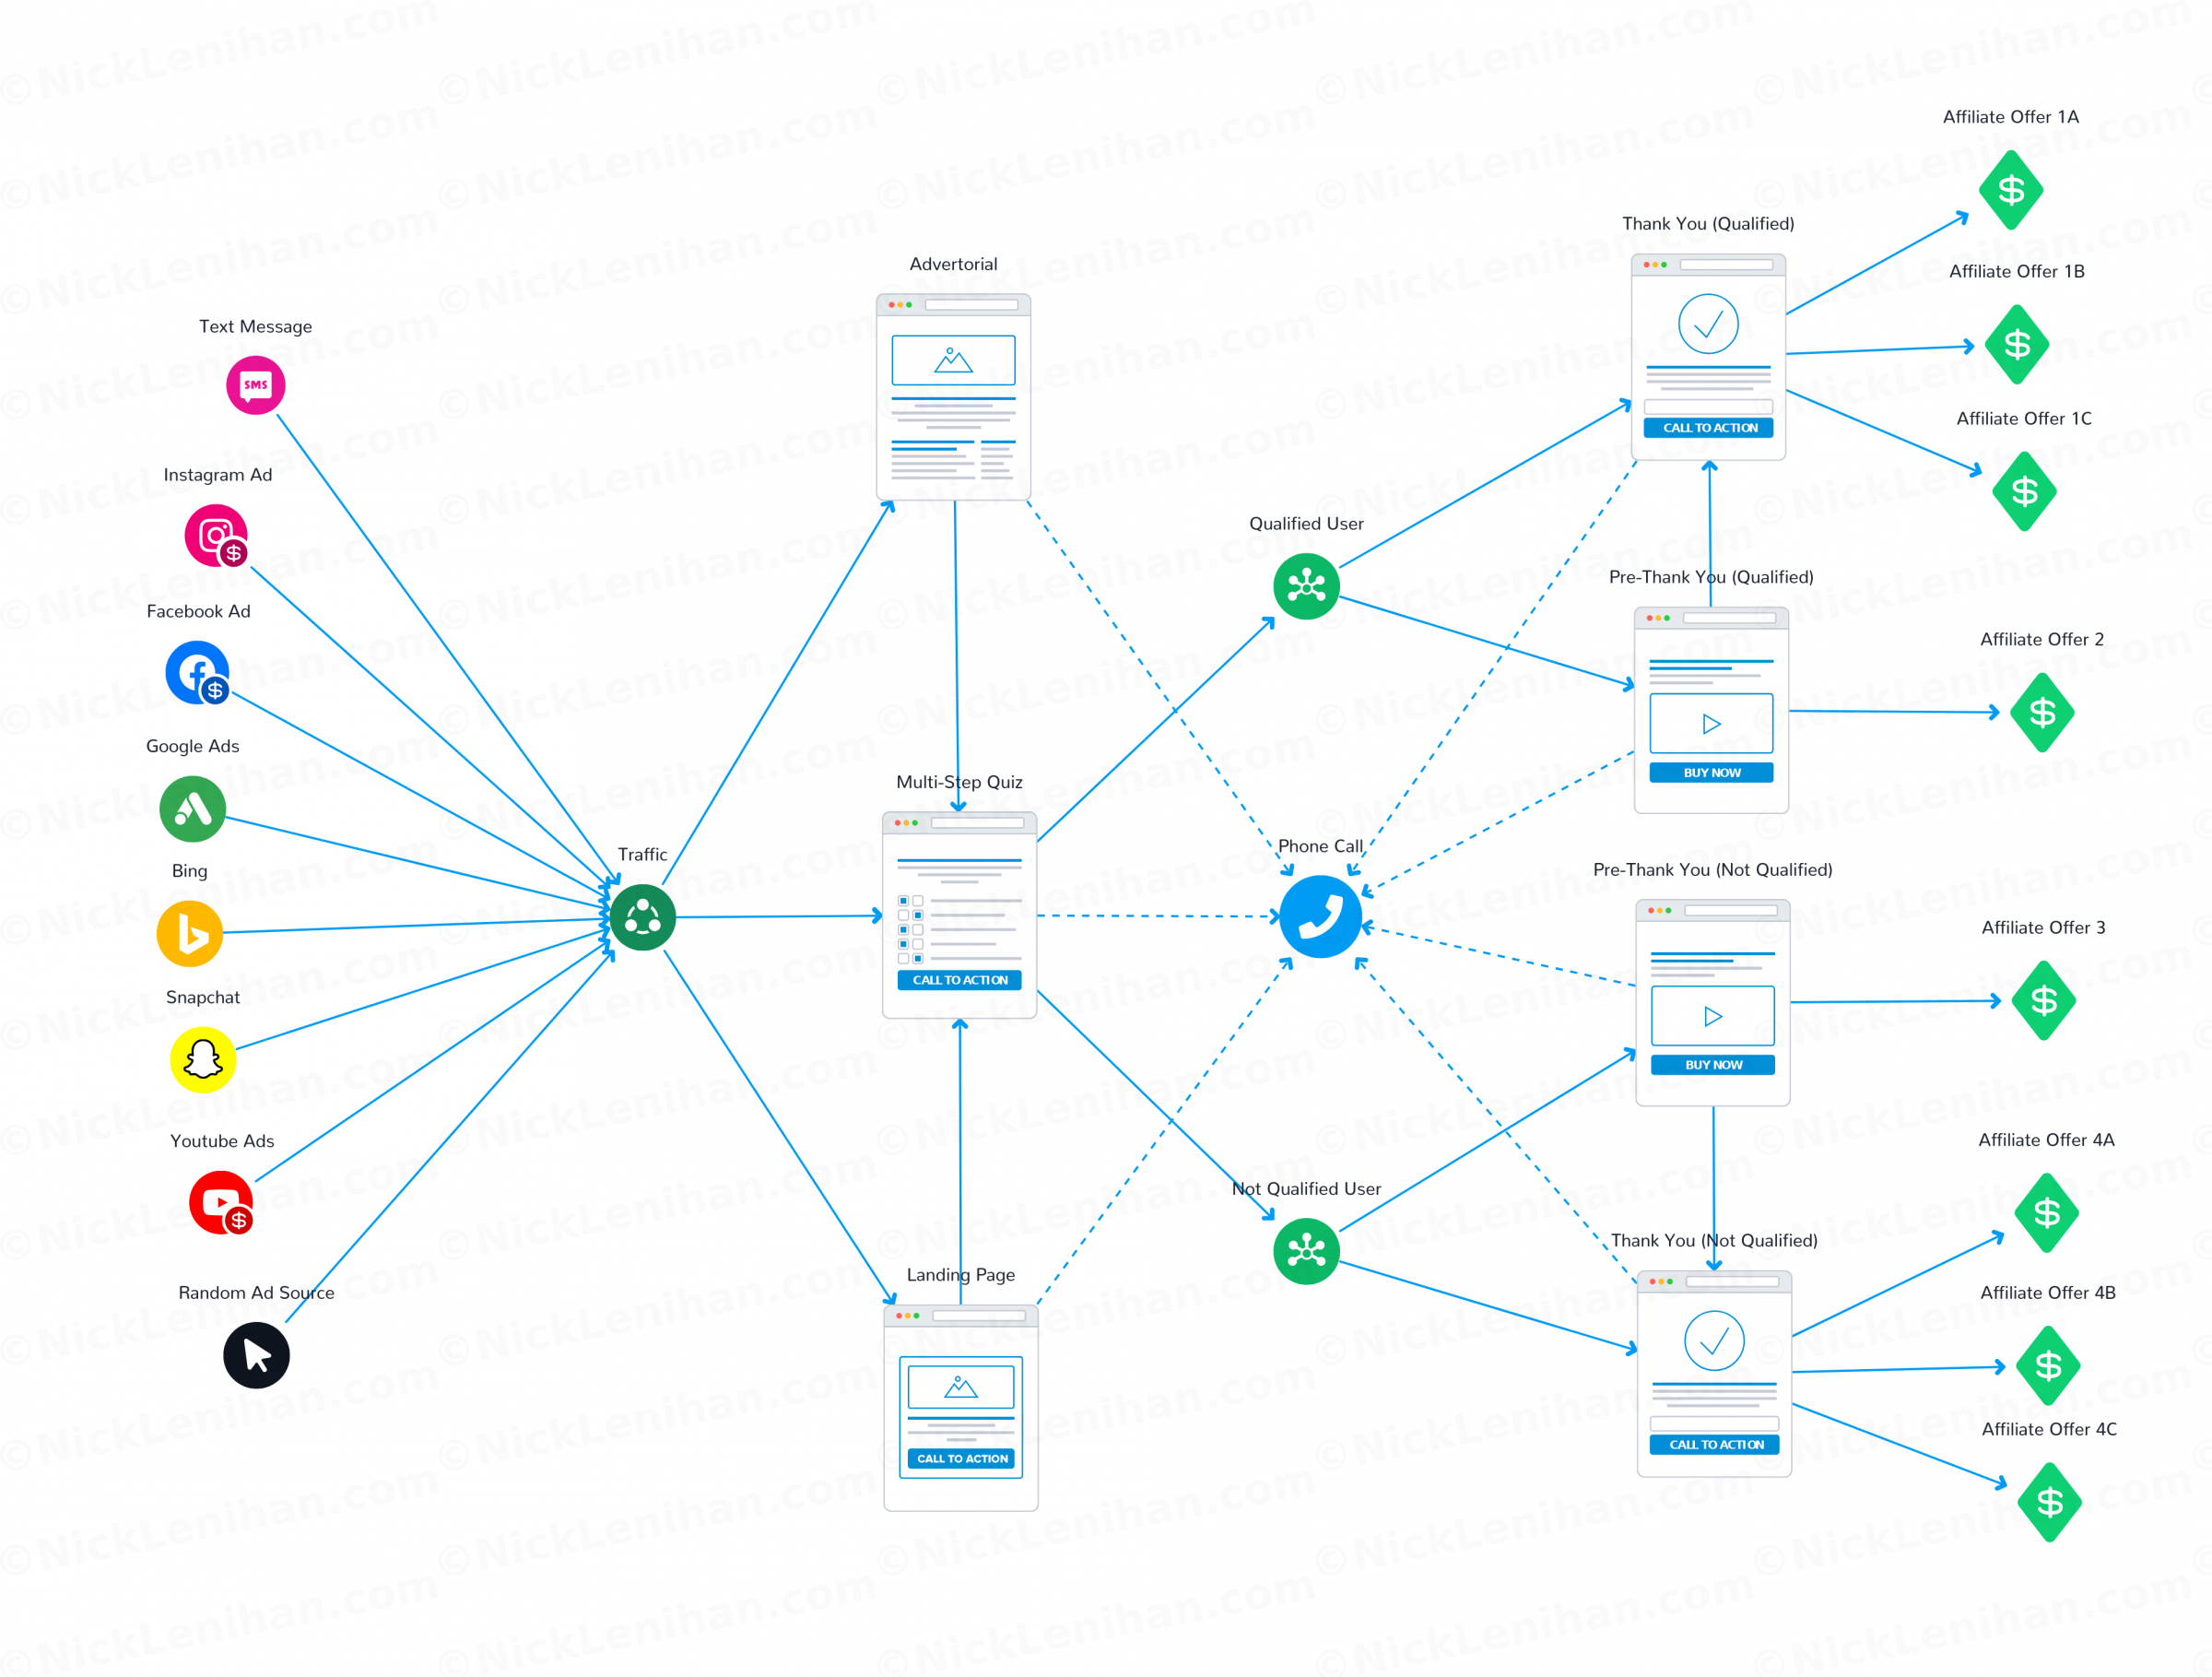 ©NickLenihan.com
Affiliate Offer 1A
Thank You (Qualified)
Advertorial
Affiliate Offer 1B
Text Message
SMS
Affiliate Offer 1C
CALL TO ACTION
Instagram Ad
Qualified User
Pre-Thank You (Qualified)
Facebook Ad
Affiliate Offer 2
Google Ads
BUY NOW
Multi-Step Quiz
Phone Call
Traffic
Bing
Pre-Thank You (Not Qualified)
Affiliate Offer 3
CALL TO ACTION
Snapchat
BUY NOW
Youtube Ads
Affiliate Offer 4A
Not Qualified User
Thank You (Not Qualified)
Landing Page
Random Ad Source
Affiliate Offer 4B
Affiliate Offer 4C
CALL TO ACTION
CALL TO ACTION